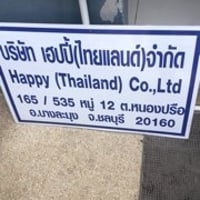 บริษัท เฮปปี้(ไทยแลนด์)จำกัด
Happy (Thailand) Co.,Ltd
165 / 535 หมู่ 12 ต.หนองปรือ
อ.บางละมุง จ.ชลบุรี 20160